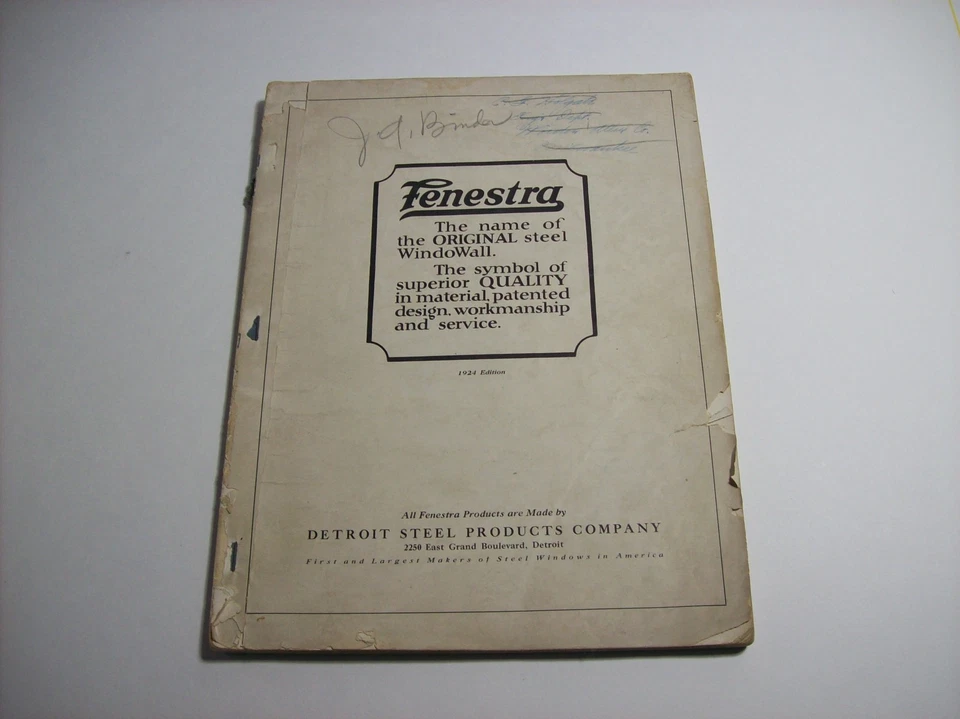 J. A. Binder
Fenestra
The name of
the ORIGINAL steel
WindoWall.
The symbol of
superior QUALITY
in material, patented
design, workmanship
and service.
1924 Edition
All Fenestra Products are Made by
DETROIT STEEL PRODUCTS COMPANY
2250 East Grand Boulevard, Detroit
First and Largest Makers of Steel Windows in America